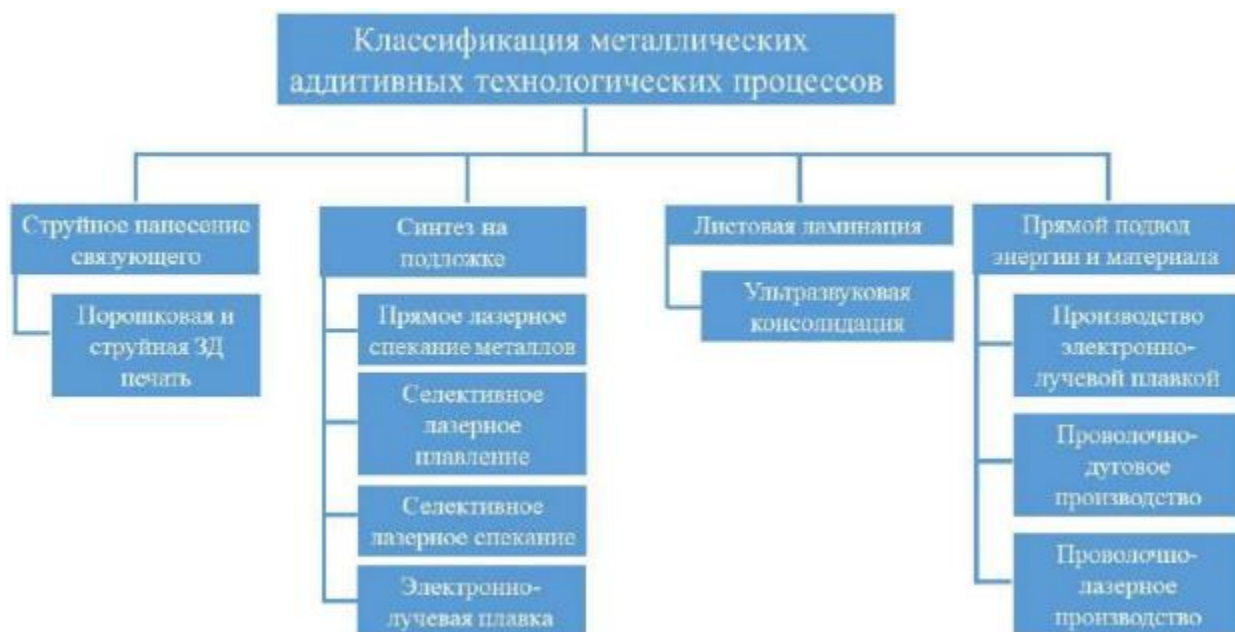 Классификация металлических
аддитивных технологических процессов
Струйное нанесение
связующего
Порошковая и
струйная 3Д
печать
Синтез на
подложке
Прямое лазерное
спекание металлов
Селективное
лазерное
плавление
Селективное
лазерное спекание
Электронно-
лучевая плавка
Листовая ламинация
Ультразвуковая
консолидация
Прямой подвод
энергии и материала
Производство
электронно-
лучевой плавкой
Проволочно-
дуговое
производство
Проволочно-
лазерное
производство